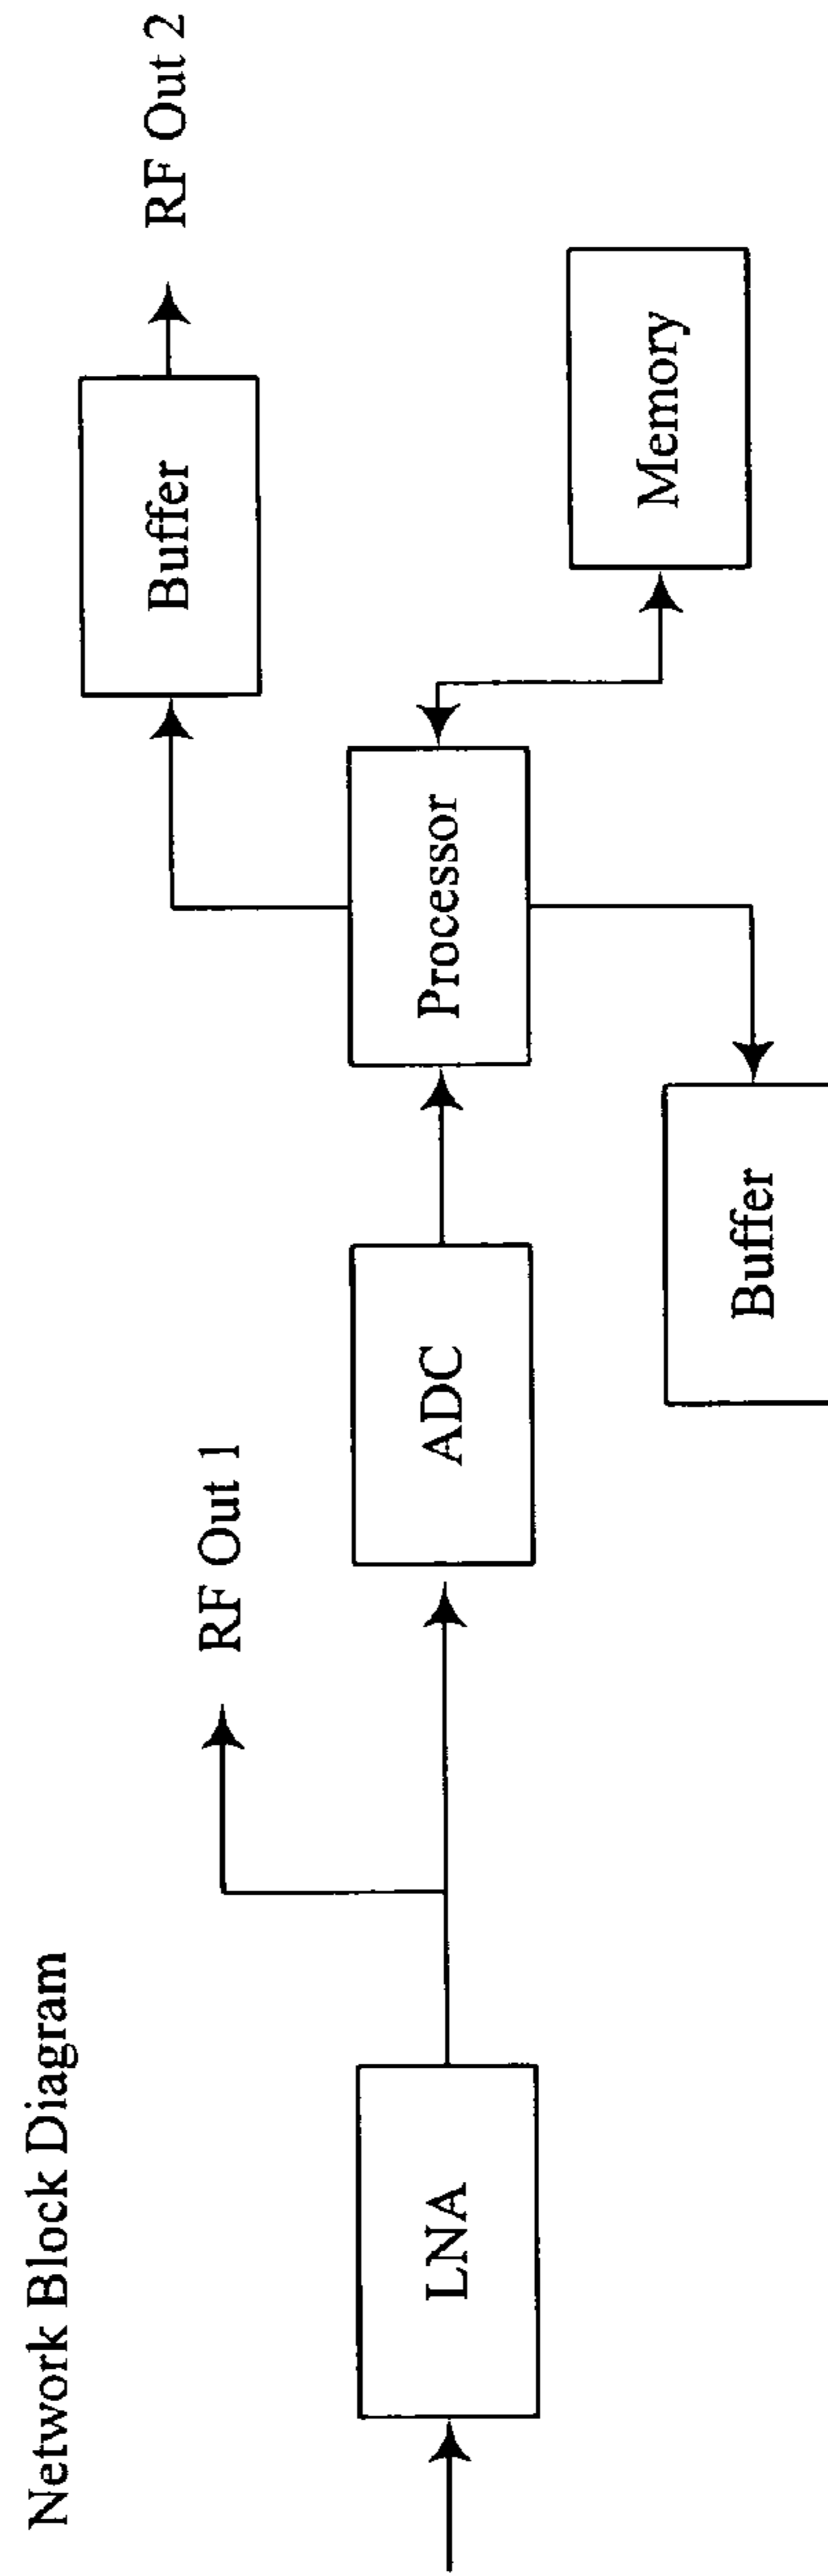 Network Block Diagram
RF Out 1
RF Out 2
LNA
ADC
Processor
Buffer
Memory
Buffer